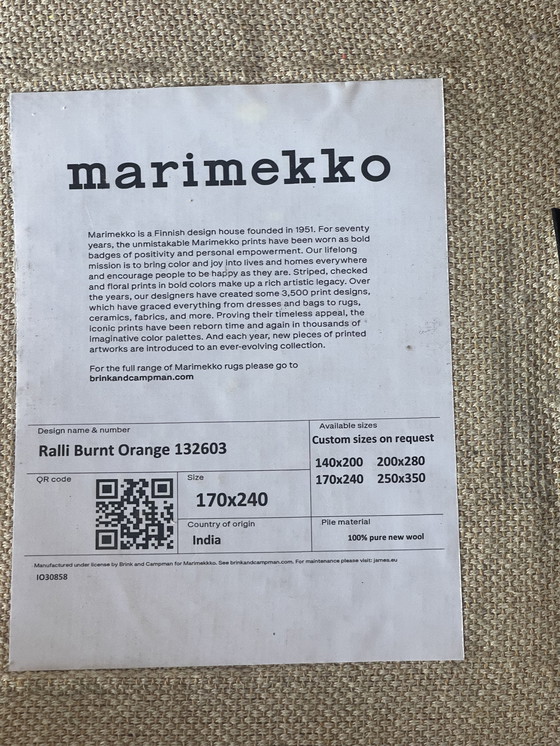 marimekko
Marimekko is a Finnish design house founded in 1951. For seventy
years, the unmistakable Marimekko prints have been worn as bold
badges of positivity and personal empowerment. Our lifelong
mission is to bring color and joy into lives and homes everywhere
and encourage people to be happy as they are. Striped, checked
and floral prints in bold colors make up a rich artistic legacy. Over
the years, our designers have created some 3,500 print designs,
which have graced everything from dresses and bags to rugs,
ceramics, fabrics, and more. Proving their timeless appeal, the
iconic prints have been reborn time and again in thousands of
imaginative color palettes. And each year, new pieces of printed
artworks are introduced to an ever-evolving collection.
For the full range of Marimekko rugs please go to
brinkandcampman.com
Design name & number
Ralli Burnt Orange 132603
Available sizes
Custom sizes on request
140x200 200x280
170x240 250x350
QR code
Size
170x240
Country of origin
India
Pile material
100% pure new wool
Manufactured under license by Brink and Campman for Marimekkko. See brinkandcampman.com. For maintenance please visit: james.eu
IO30858